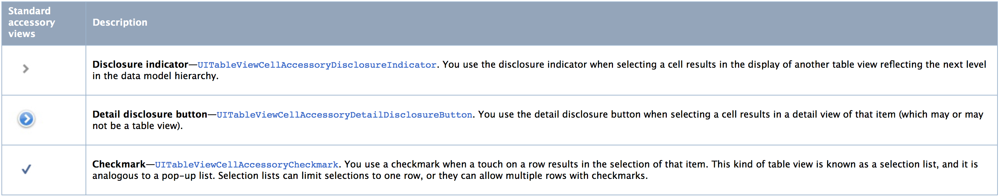 Standard
accessory
views
Description
Disclosure indicator—UITableViewCellAccessoryDisclosureIndicator. You use the disclosure indicator when selecting a cell results in the display of another table view reflecting the next level
in the data model hierarchy.
Detail disclosure button—UITableViewCellAccessoryDetailDisclosureButton. You use the detail disclosure button when selecting a cell results in a detail view of that item (which may or may
not be a table view).
Checkmark—UITableViewCellAccessoryCheckmark. You use a checkmark when a touch on a row results in the selection of that item. This kind of table view is known as a selection list, and it is
analogous to a pop-up list. Selection lists can limit selections to one row, or they can allow multiple rows with checkmarks.